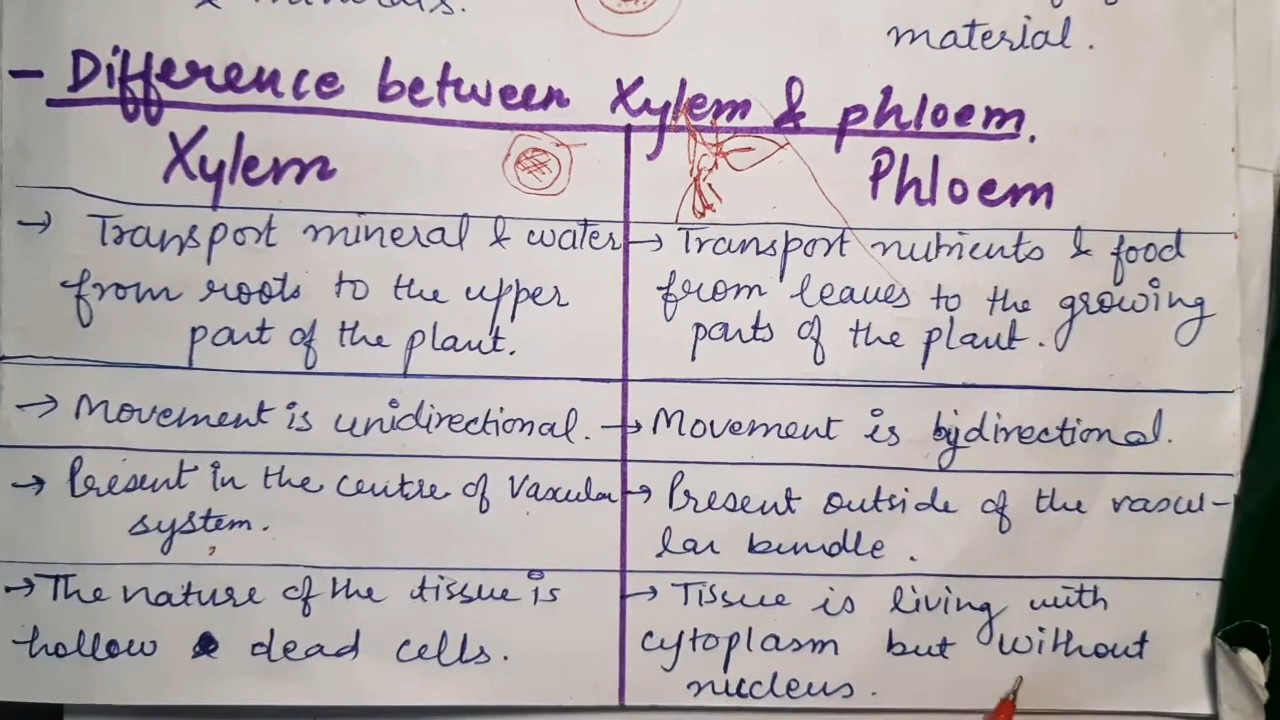 material.
- Difference between Xylem & phloem.
Xylem
→ Transport mineral & water
from roots to the upper
part of the plant.
→ Movement is unidirectional.
→ Present in the centre of Vascular
system.
→ The nature of the tissue is
hollow & dead cells.
Phloem
→ Transport nutrients & food
from leaves to the growing
parts of the plant.
→ Movement is bidirectional.
→ Present outside of the vascu-
lar bundle.
→ Tissue is living with
cytoplasm but without
nucleus.